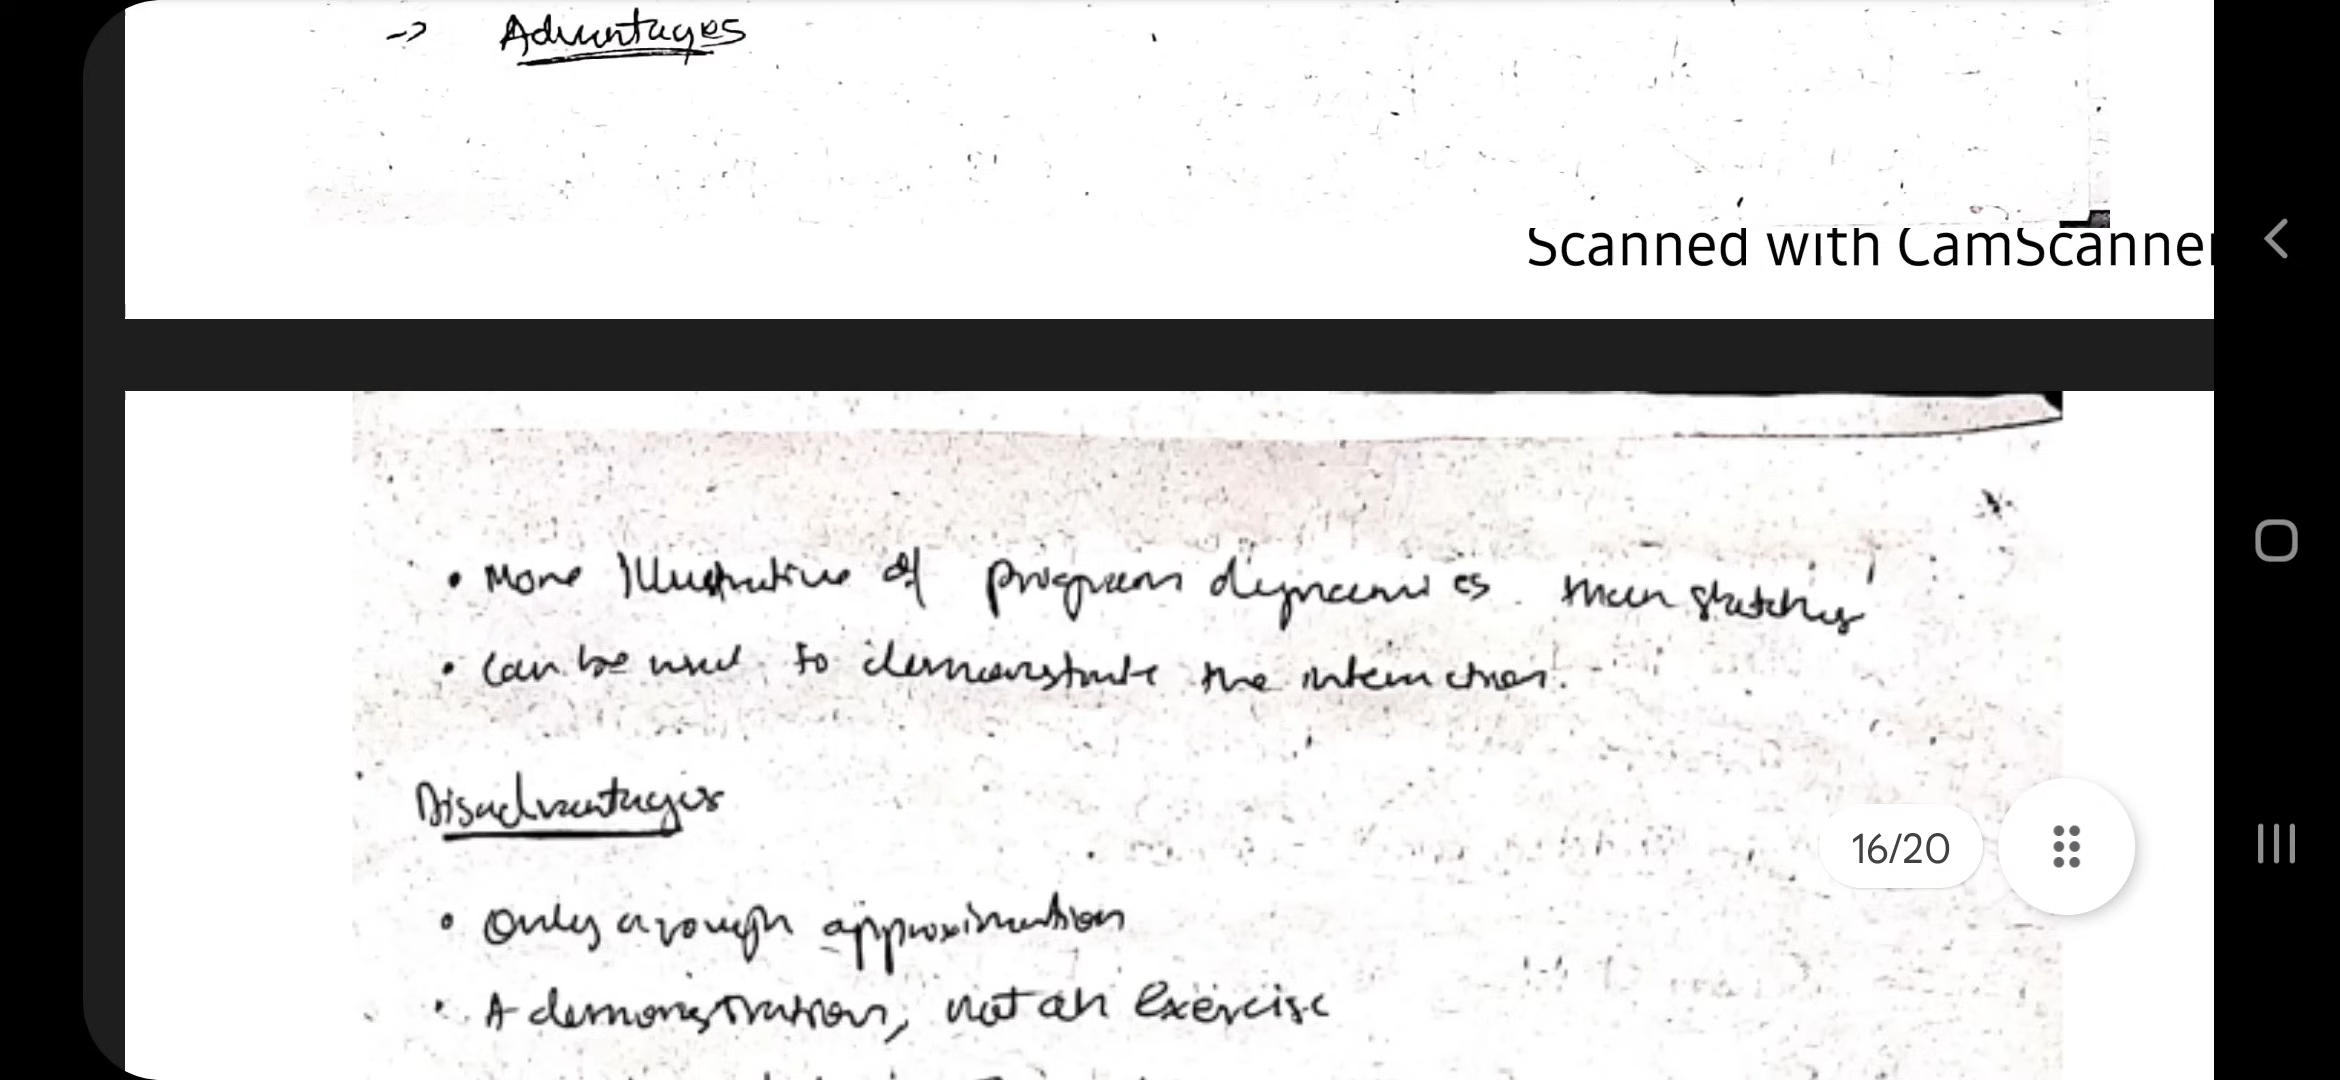 -> Advantages
Scanned with CamScanner
• More Illustrative of program dynamics than sketches
• Can be used to demonstrate the interaction.
Disadvantages
16/20
• Only a rough approximation
• A demonstration, not an exercise